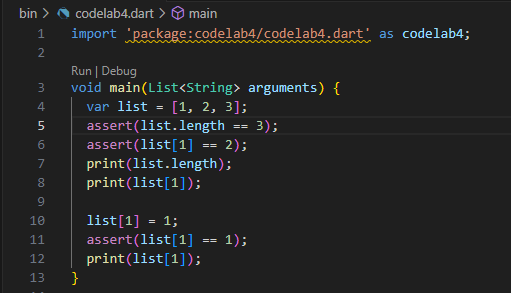 bin > codelab4.dart > main
1 import 'package:codelab4/codelab4.dart' as codelab4;
2
Run | Debug
3 void main(List<String> arguments) {
4 var list = [1, 2, 3];
5 assert(list.length == 3);
6 assert(list[1] == 2);
7 print(list.length);
8 print(list[1]);
9
10 list[1] = 1;
11 assert(list[1] == 1);
12 print(list[1]);
13 }